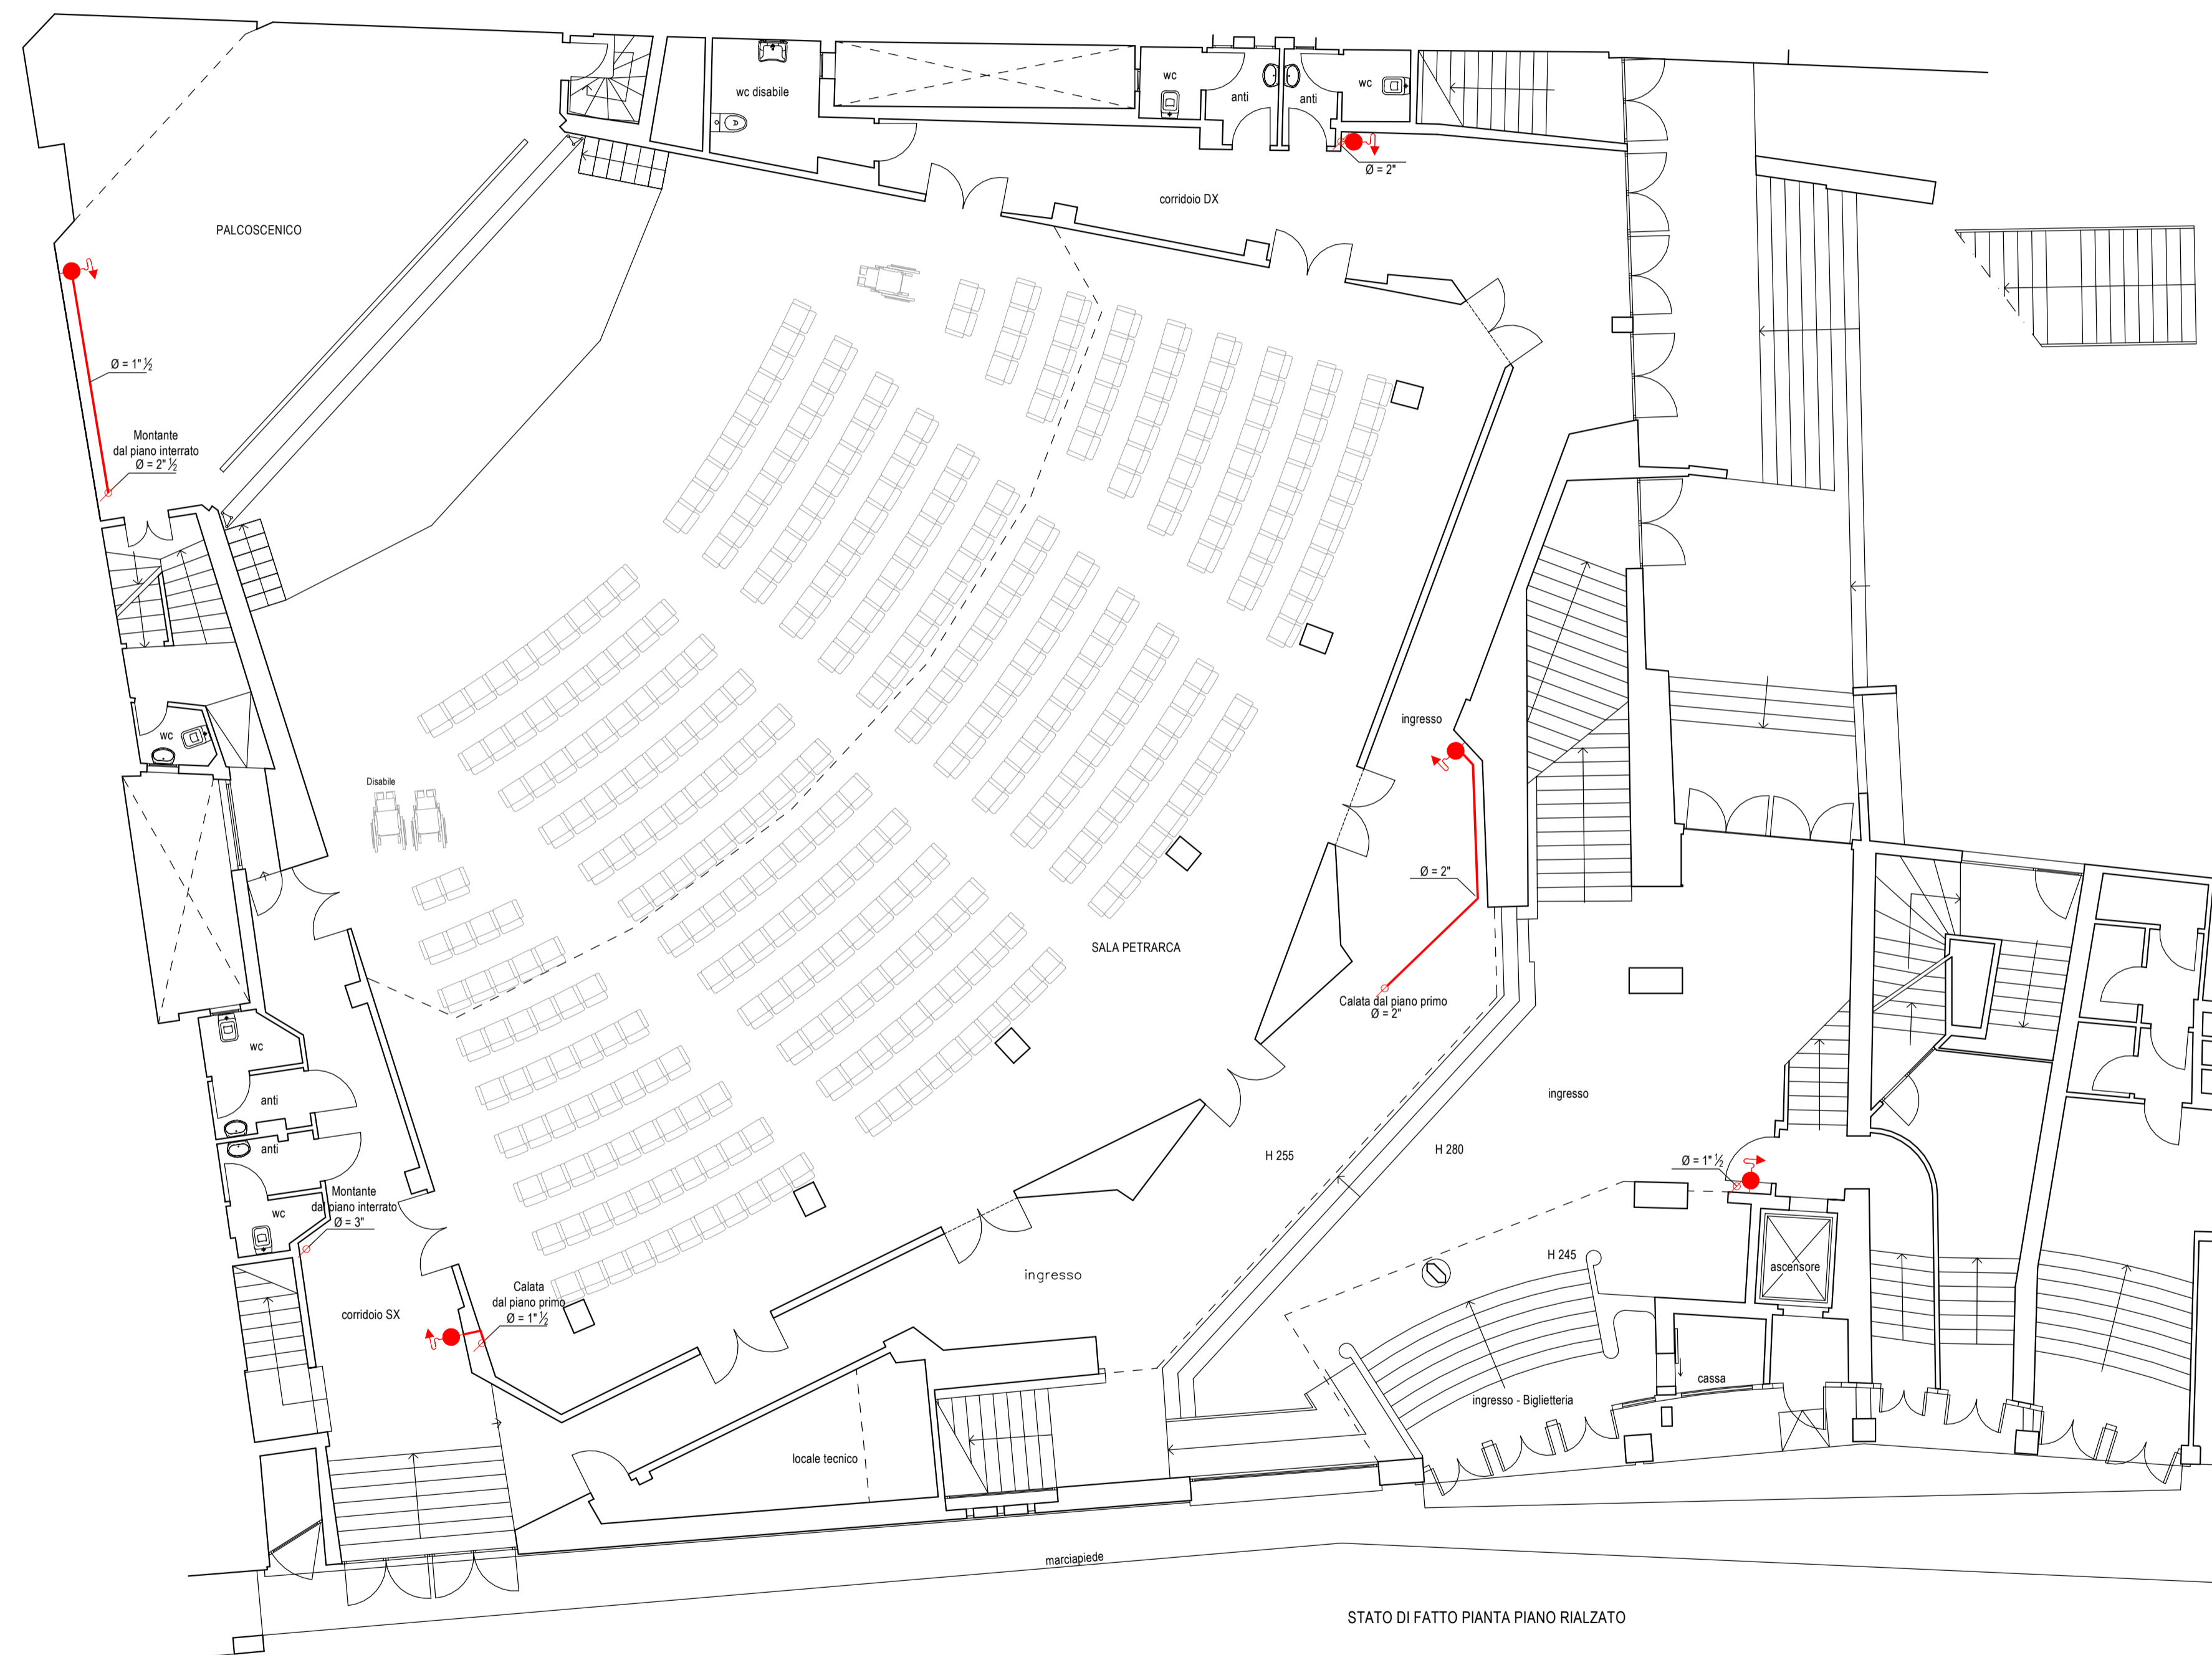 wc disabile
wc
anti
anti
wc
Ø = 2"
corridoio DX
PALCOSCENICO
Ø = 1" ½
Montante
dal piano interrato
Ø = 2" ½
ingresso
wc
Disabile
Ø = 2"
SALA PETRARCA
Calata dal piano primo
Ø = 2"
wc
anti
ingresso
anti
H 255
H 280
Ø = 1" ½
Montante
dal piano interrato
Ø = 3"
wc
H 245
ascensore
ingresso
Calata
dal piano primo
Ø = 1" ½
corridoio SX
cassa
ingresso - Biglietteria
locale tecnico
marciapiede
STATO DI FATTO PIANTA PIANO RIALZATO